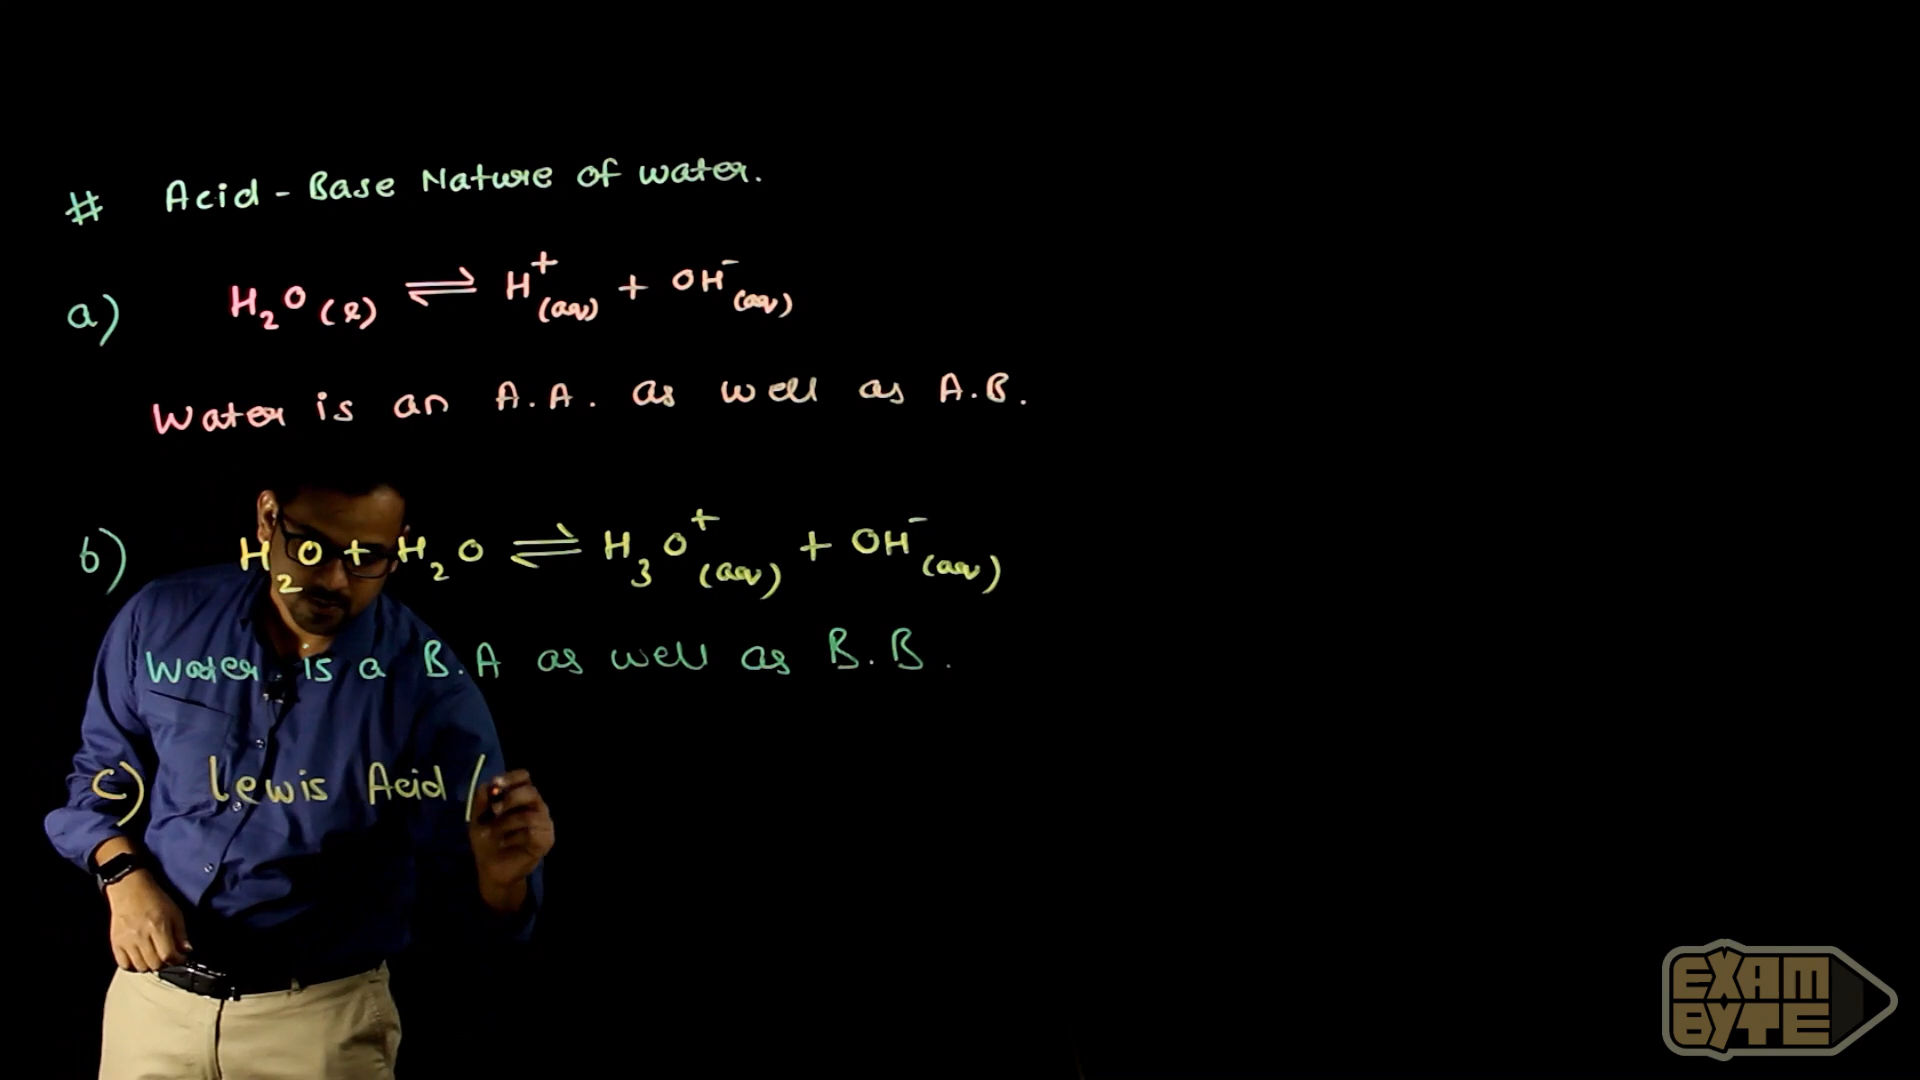 # Acid-Base Nature of water.
a) H₂O(l) ⇌ H⁺(aq) + OH⁻(aq)
Water is an A.A. as well as A.B.
b) H₂O + H₂O ⇌ H₃O⁺(aq) + OH⁻(aq)
Water is a B.A as well as B.B.
c) Lewis Acid /
EXAM
BYTE